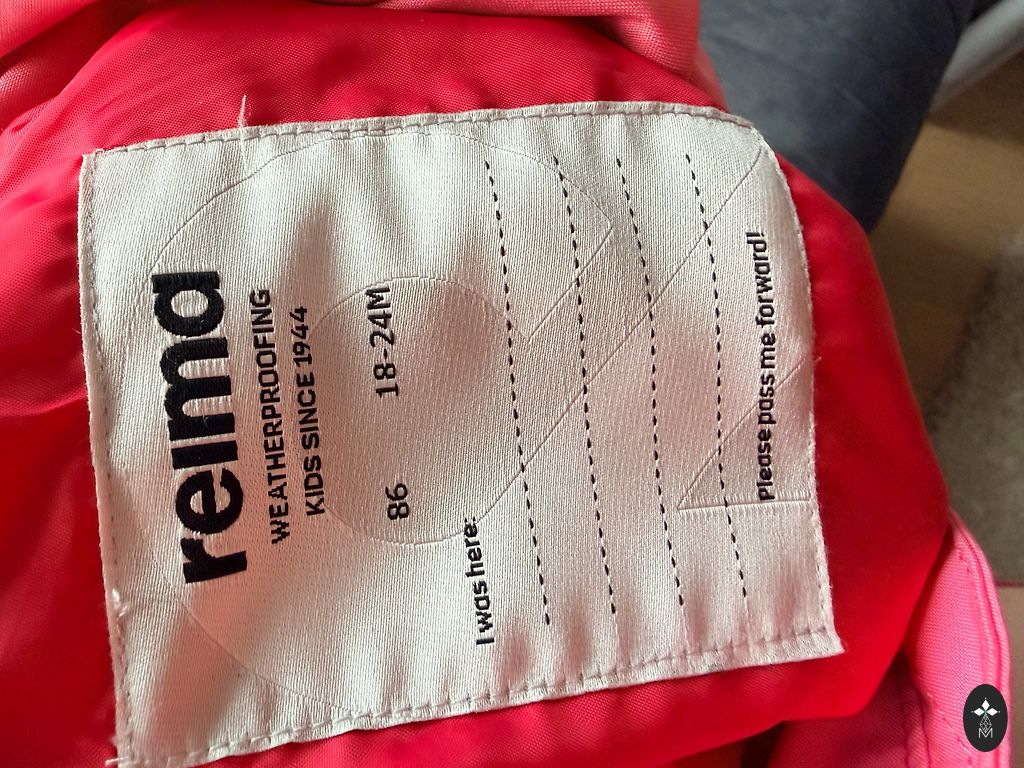 reima
WEATHERPROOFING
KIDS SINCE 1944
86 18-24M
I was here:
Please pass me forward!
M